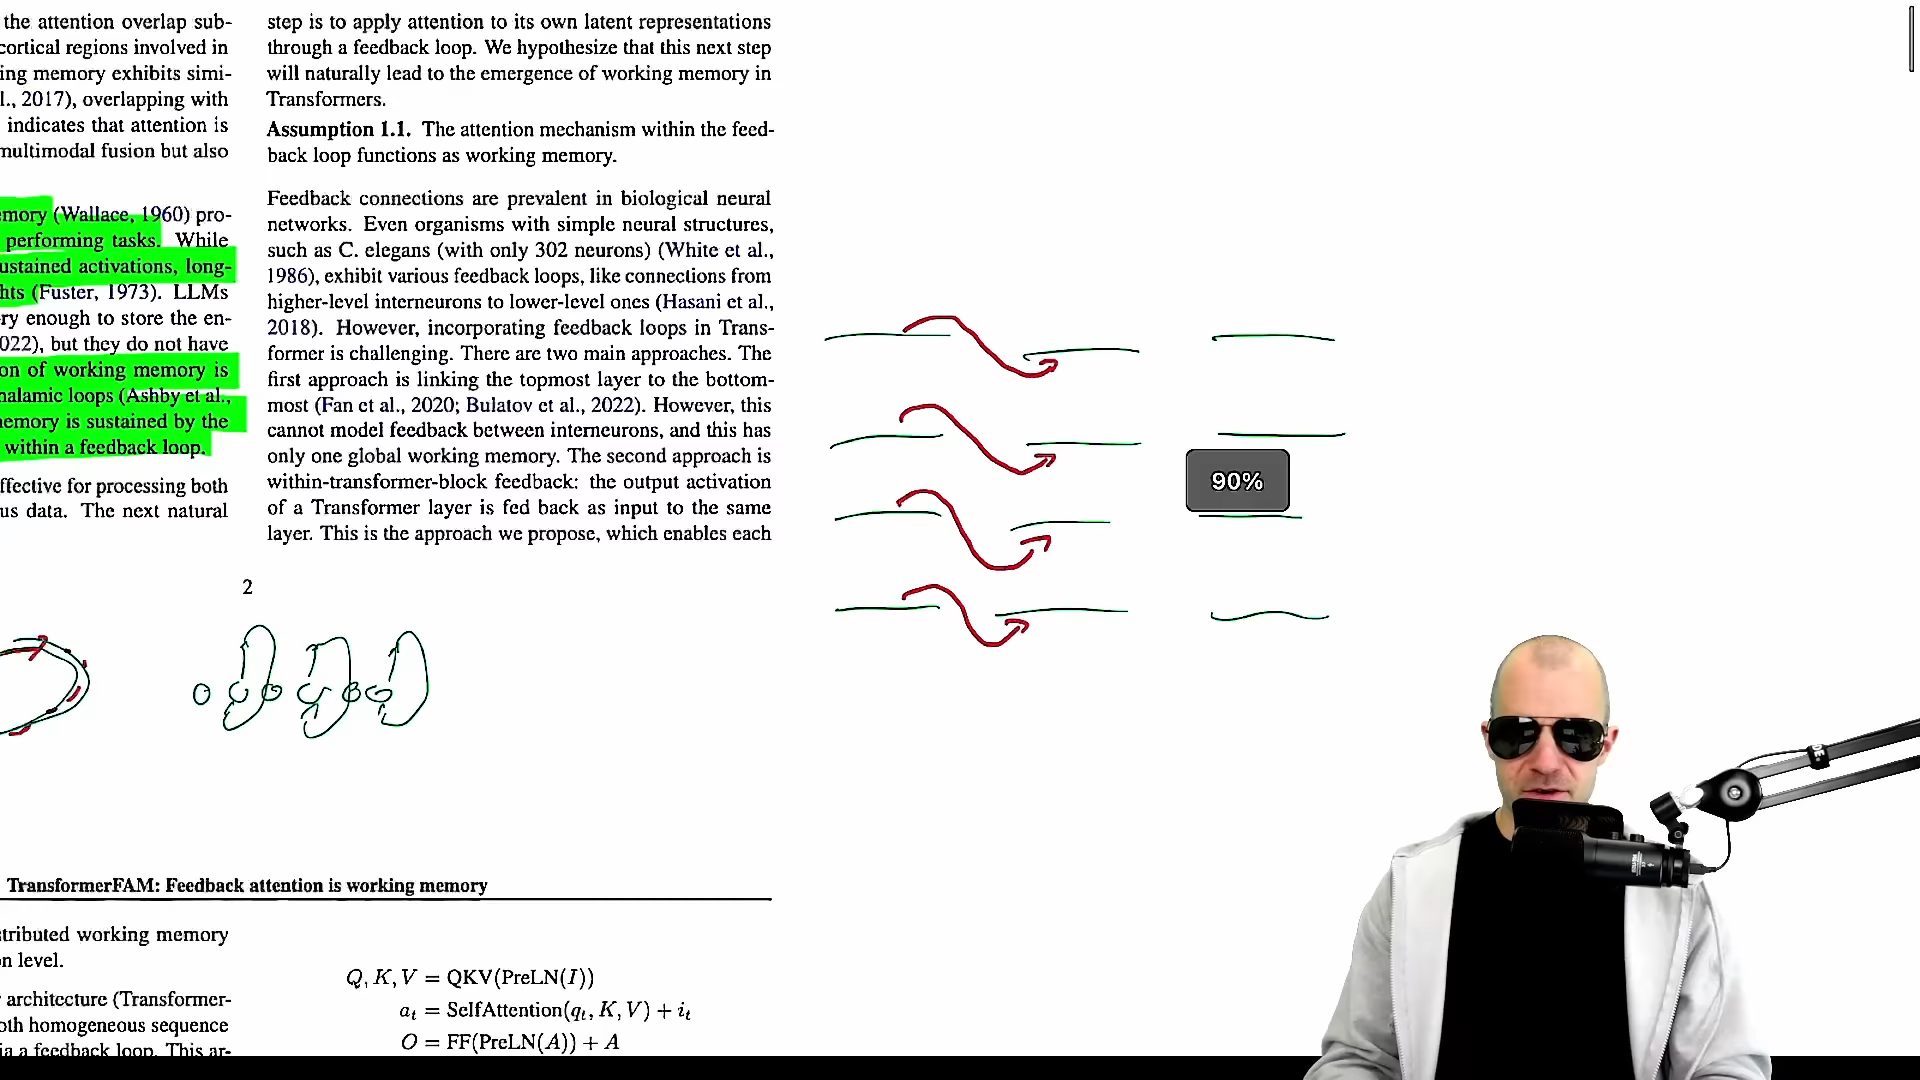 the attention overlap sub-
cortical regions involved in
ing memory exhibits simi-
l., 2017), overlapping with
indicates that attention is
multimodal fusion but also
emory (Wallace, 1960) pro-
performing tasks. While
ustained activations, long-
hts (Fuster, 1973). LLMs
ry enough to store the en-
022), but they do not have
on of working memory is
halamic loops (Ashby et al.,
nemory is sustained by the
within a feedback loop.
ffective for processing both
us data. The next natural
step is to apply attention to its own latent representations
through a feedback loop. We hypothesize that this next step
will naturally lead to the emergence of working memory in
Transformers.
Assumption 1.1. The attention mechanism within the feed-
back loop functions as working memory.
Feedback connections are prevalent in biological neural
networks. Even organisms with simple neural structures,
such as C. elegans (with only 302 neurons) (White et al.,
1986), exhibit various feedback loops, like connections from
higher-level interneurons to lower-level ones (Hasani et al.,
2018). However, incorporating feedback loops in Trans-
former is challenging. There are two main approaches. The
first approach is linking the topmost layer to the bottom-
most (Fan et al., 2020; Bulatov et al., 2022). However, this
cannot model feedback between interneurons, and this has
only one global working memory. The second approach is
within-transformer-block feedback: the output activation
of a Transformer layer is fed back as input to the same
layer. This is the approach we propose, which enables each
90%
2
TransformerFAM: Feedback attention is working memory
tributed working memory
n level.
architecture (Transformer-
oth homogeneous sequence
ia a feedback loop. This ar-
Q, K, V = QKV(PreLN(I))
a_t = SelfAttention(q_t, K, V) + i_t
O = FF(PreLN(A)) + A